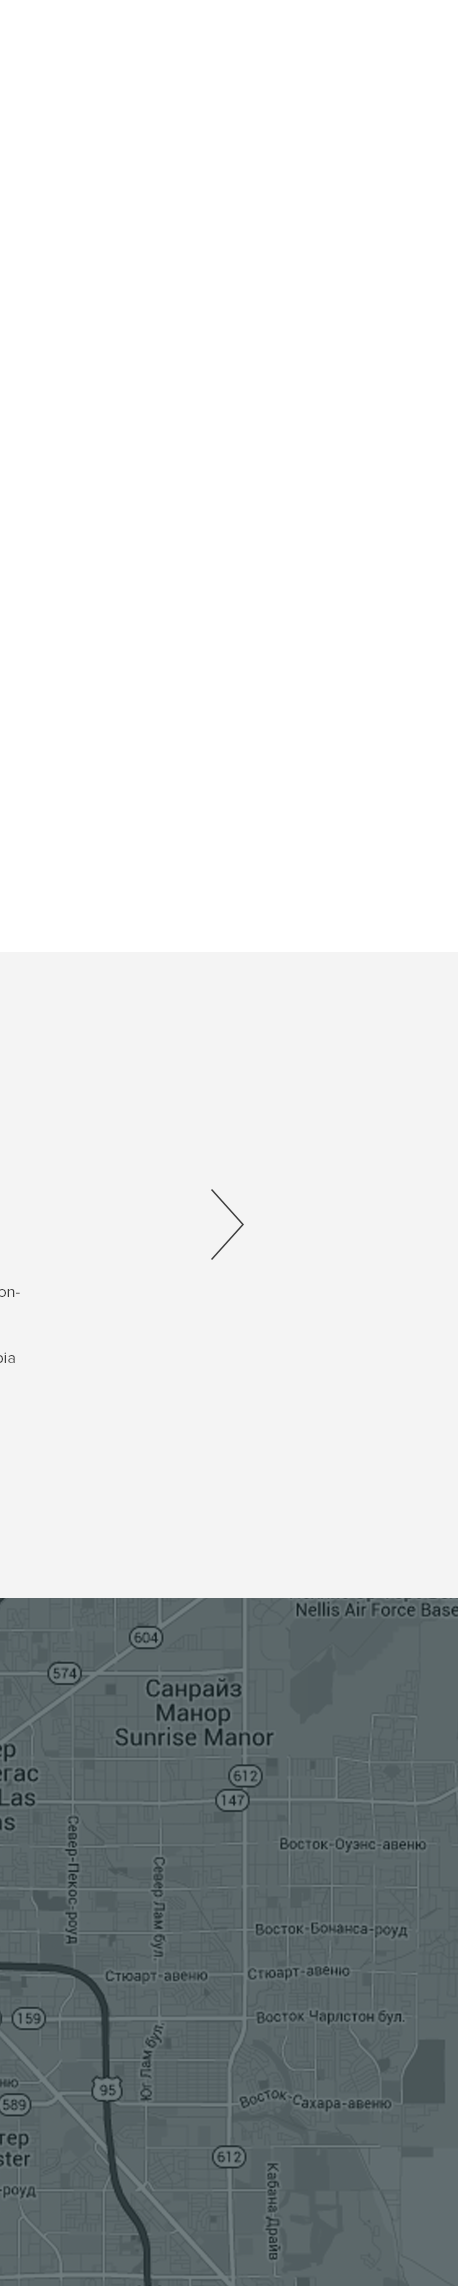 on-
bia
Nellis Air Force Base
604
574
Санрайз
Манор
Sunrise Manor
ер
егас
Las
as
612
147
Восток-Оуэнс-авеню
Север-Пекос-роуд
Север Лам бул.
Восток-Бонанса-роуд
Стюарт-авеню
Стюарт-авеню
159
Восток Чарлстон бул.
Юг Лам бул.
95
ню
589
Восток-Сахара-авеню
тер
ster
612
-роуд
Кабана Драйв